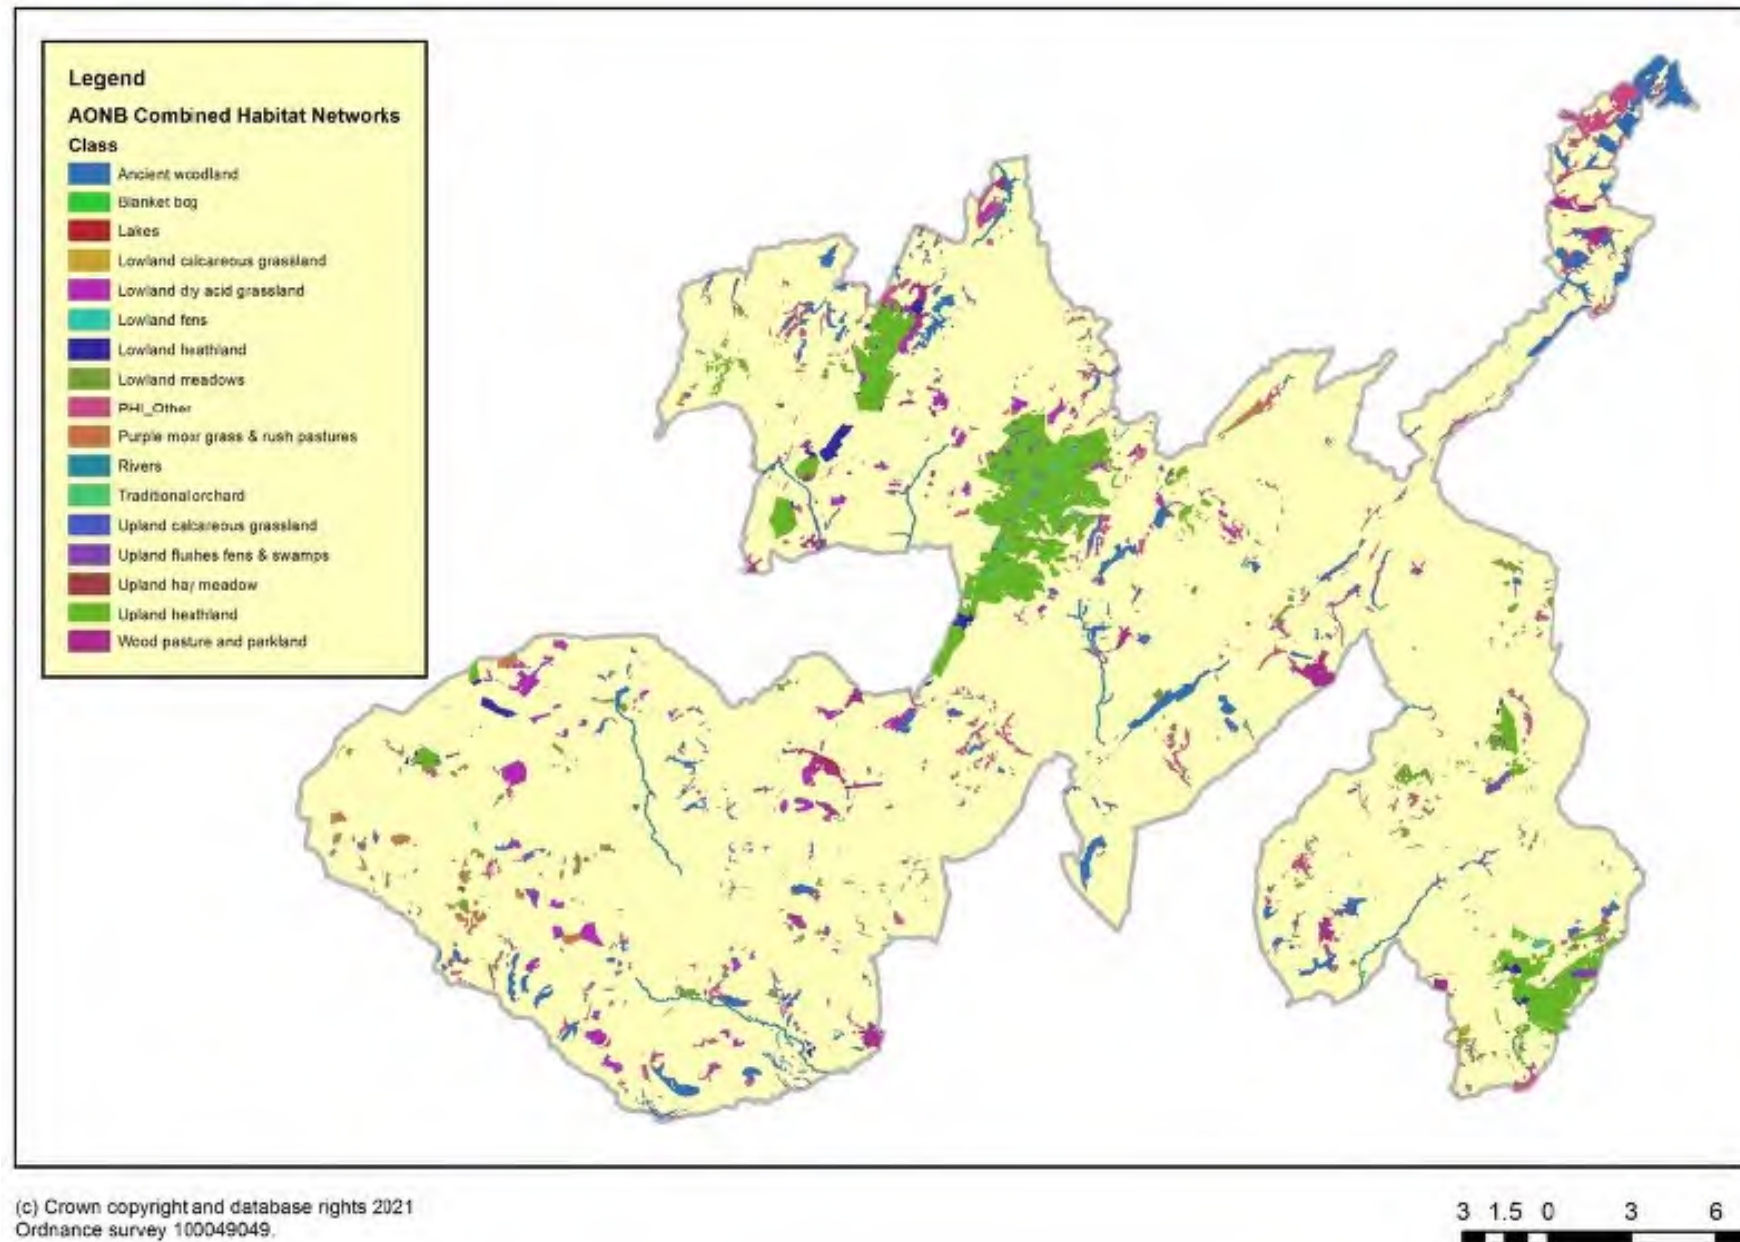 Legend
AONB Combined Habitat Networks
Class
Ancient woodland
Blanket bog
Lakes
Lowland calcareous grassland
Lowland dry acid grassland
Lowland fens
Lowland heathland
Lowland meadows
PHI_Other
Purple moor grass & rush pastures
Rivers
Traditional orchard
Upland calcareous grassland
Upland flushes fens & swamps
Upland hay meadow
Upland heathland
Wood pasture and parkland
(c) Crown copyright and database rights 2021
Ordnance survey 100049049.
3 1.5 0 3 6